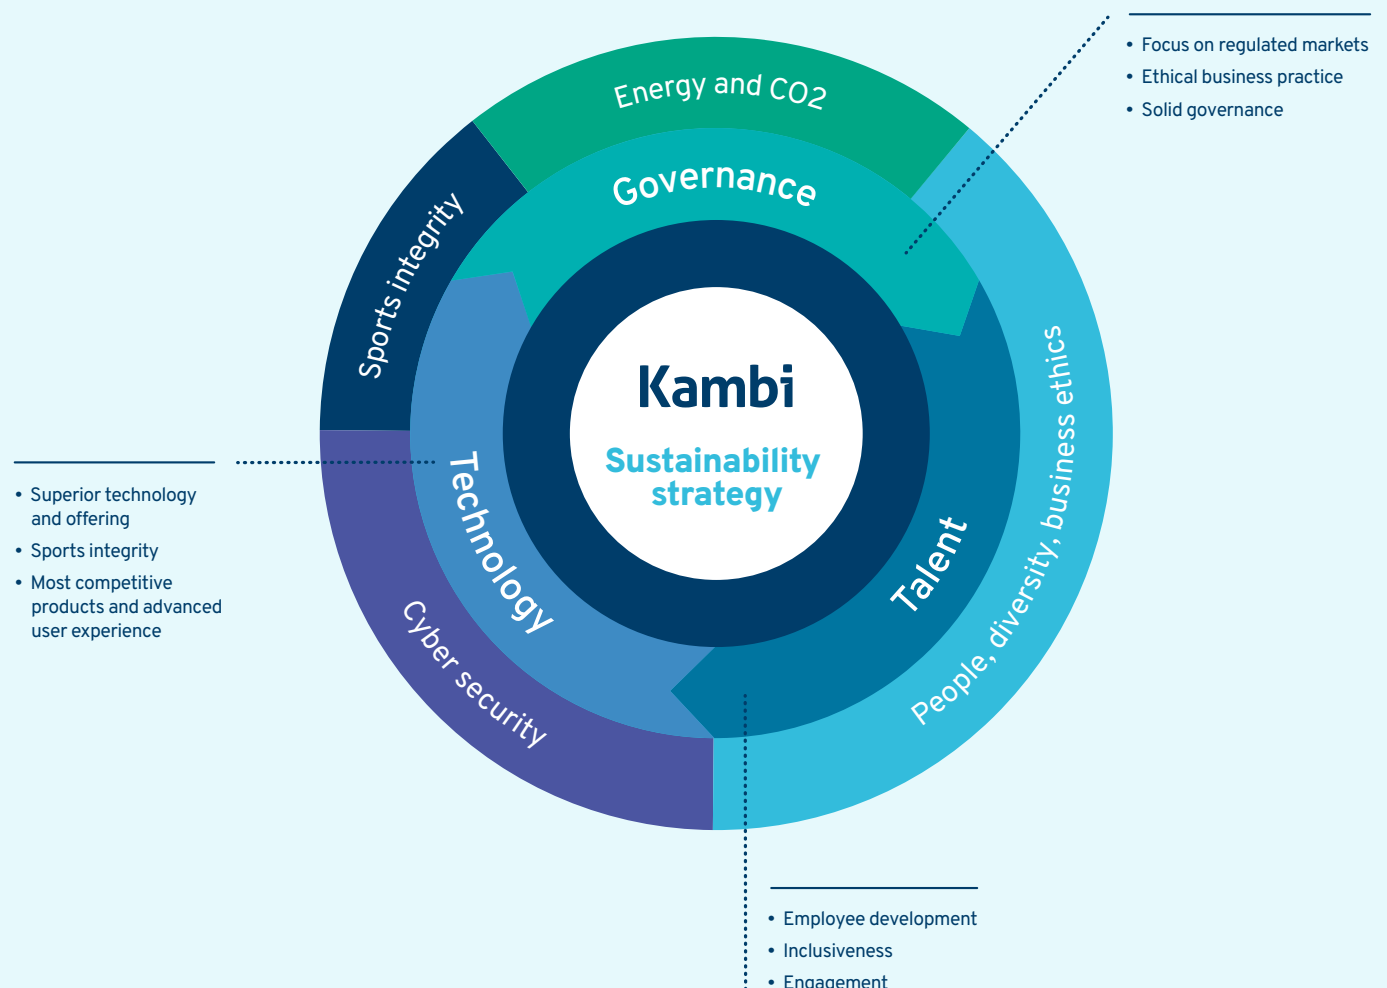 • Focus on regulated markets
• Ethical business practice
• Solid governance
Energy and CO2
Governance
Sports integrity
People, diversity, business ethics
Kambi
Sustainability
strategy
Technology
Talent
Cyber security
• Superior technology
and offering
• Sports integrity
• Most competitive
products and advanced
user experience
• Employee development
• Inclusiveness
• Engagement